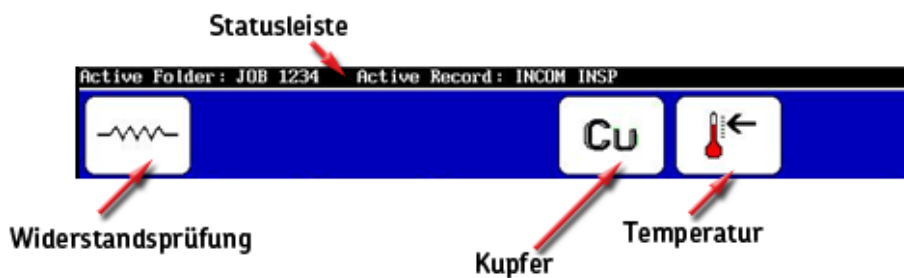 Statusleiste
Active Folder: JOB 1234 Active Record: INCOM INSP
Cu
Widerstandsprüfung
Kupfer
Temperatur